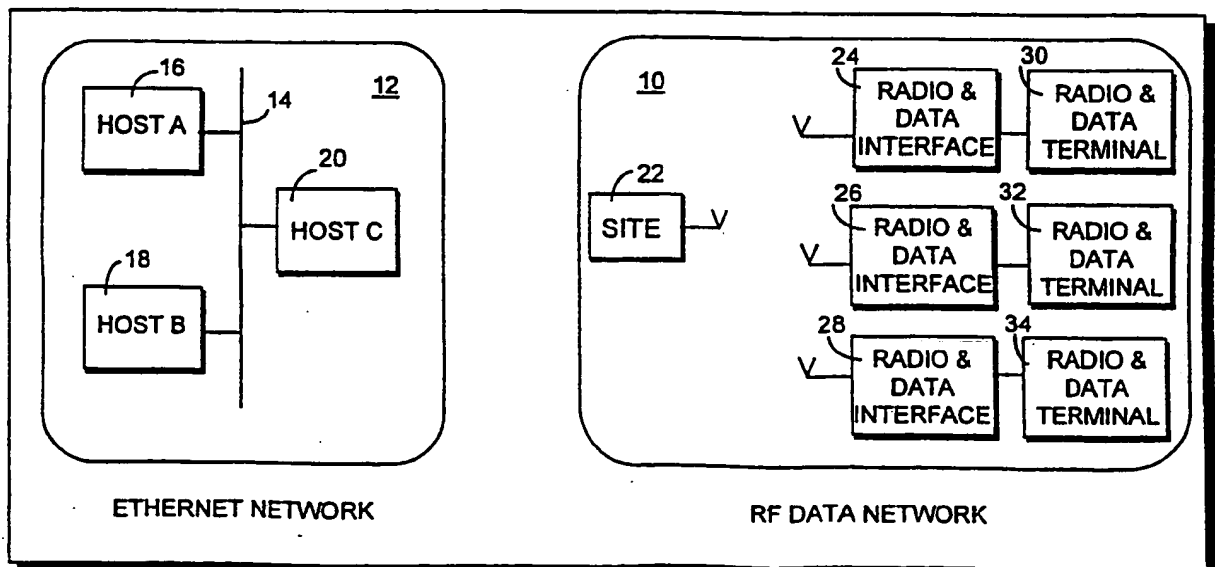 16
HOST A
14
12
20
HOST C
18
HOST B
ETHERNET NETWORK
10
22
SITE
24
RADIO &
DATA
INTERFACE
30
RADIO &
DATA
TERMINAL
26
RADIO &
DATA
INTERFACE
32
RADIO &
DATA
TERMINAL
28
RADIO &
DATA
INTERFACE
34
RADIO &
DATA
TERMINAL
RF DATA NETWORK